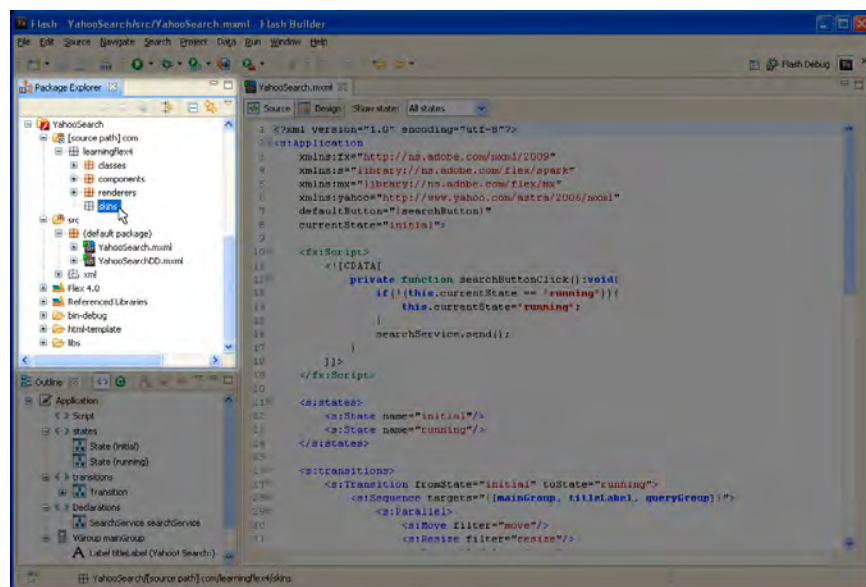 Flash - YahooSearch/src/YahooSearch.mxml - Flash Builder
File Edit Source Navigate Search Project Data Run Window Help
Flash Debug
Package Explorer
YahooSearch
[source path] com
learningflex4
classes
components
renderers
skins
src
(default package)
YahooSearch.mxml
YahooSearchDD.mxml
xml
Flex 4.0
Referenced Libraries
bin-debug
html-template
libs
Outline
Application
Script
states
State (initial)
State (running)
transitions
Transition
Declarations
SearchService searchService
VGroup mainGroup
Label titleLabel (Yahoo! Search:)
YahooSearch.mxml
Source Design Show state: All states
<?xml version="1.0" encoding="utf-8"?>
<s:Application
xmlns:fx="http://ns.adobe.com/mxml/2009"
xmlns:s="library://ns.adobe.com/flex/spark"
xmlns:mx="library://ns.adobe.com/flex/mx"
xmlns:yahoo="http://www.yahoo.com/astra/2006/mxml"
defaultButton="{searchButton}"
currentState="initial">
<fx:Script>
<![CDATA[
private function searchButtonClick():void{
if(!(this.currentState == 'running')){
this.currentState='running';
}
searchService.send();
}
]]>
</fx:Script>
<s:states>
<s:State name="initial"/>
<s:State name="running"/>
</s:states>
<s:transitions>
<s:Transition fromState="initial" toState="running">
<s:Sequence targets="{[mainGroup, titleLabel, queryGroup]}">
<s:Parallel>
<s:Move filter="move"/>
<s:Resize filter="resize"/>
YahooSearch/[source path] com/learningflex4/skins